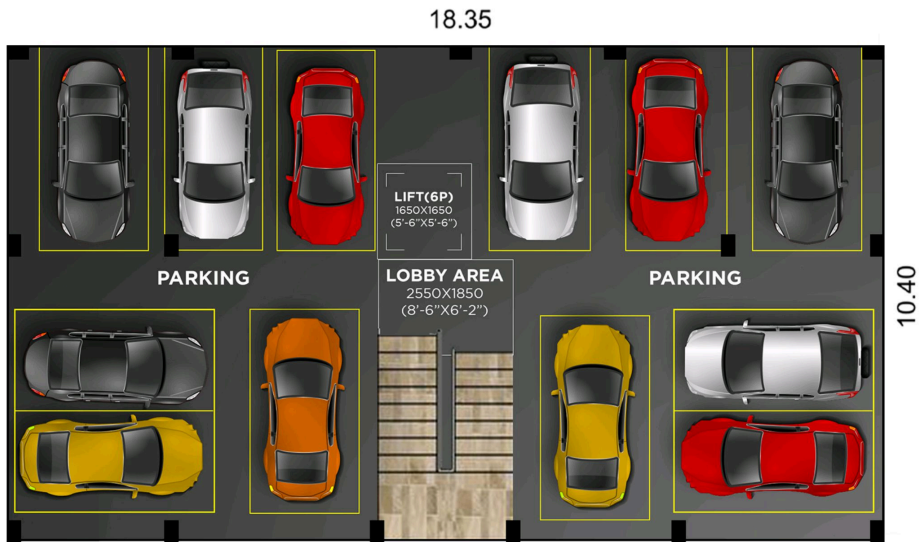 18.35
LIFT(6P)
1650X1650
(5'-6"X5'-6")
PARKING
LOBBY AREA
2550X1850
(8'-6"X6'-2")
PARKING
10.40